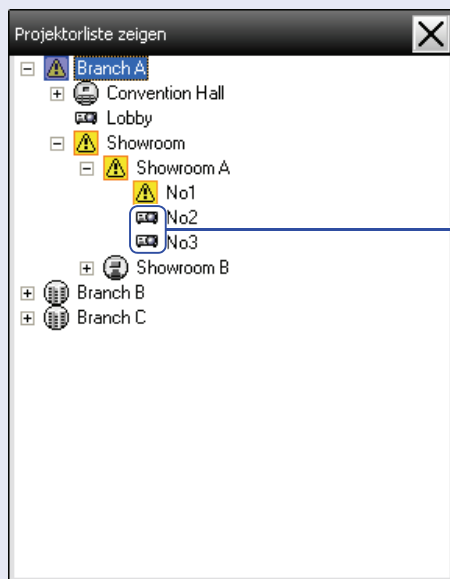 Projektorliste zeigen
Branch A
Convention Hall
Lobby
Showroom
Showroom A
No1
No2
No3
Showroom B
Branch B
Branch C